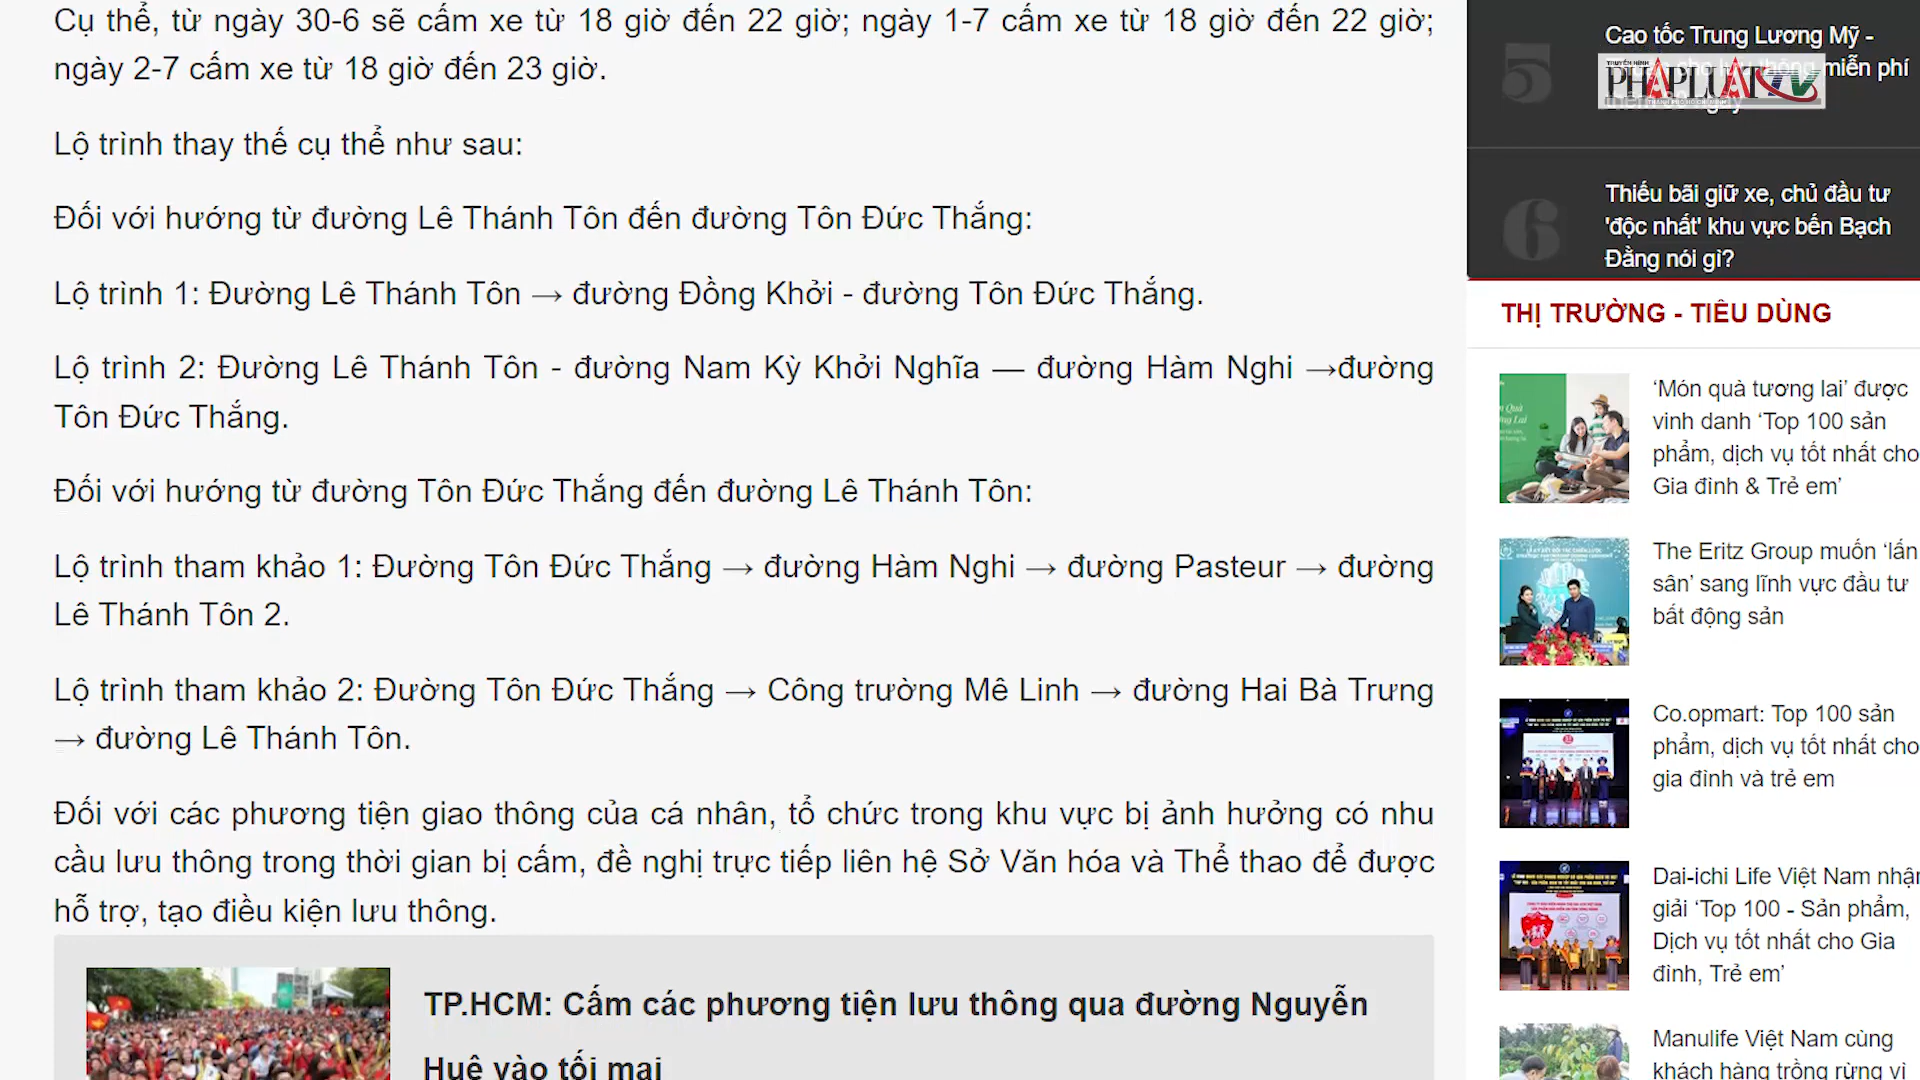 Cụ thể, từ ngày 30-6 sẽ cấm xe từ 18 giờ đến 22 giờ; ngày 1-7 cấm xe từ 18 giờ đến 22 giờ;
ngày 2-7 cấm xe từ 18 giờ đến 23 giờ.
Lộ trình thay thế cụ thể như sau:
Đối với hướng từ đường Lê Thánh Tôn đến đường Tôn Đức Thắng:
Lộ trình 1: Đường Lê Thánh Tôn → đường Đồng Khởi - đường Tôn Đức Thắng.
Lộ trình 2: Đường Lê Thánh Tôn - đường Nam Kỳ Khởi Nghĩa — đường Hàm Nghi →đường
Tôn Đức Thắng.
Đối với hướng từ đường Tôn Đức Thắng đến đường Lê Thánh Tôn:
Lộ trình tham khảo 1: Đường Tôn Đức Thắng → đường Hàm Nghi → đường Pasteur → đường
Lê Thánh Tôn 2.
Lộ trình tham khảo 2: Đường Tôn Đức Thắng → Công trường Mê Linh → đường Hai Bà Trưng
→ đường Lê Thánh Tôn.
Đối với các phương tiện giao thông của cá nhân, tổ chức trong khu vực bị ảnh hưởng có nhu
cầu lưu thông trong thời gian bị cấm, đề nghị trực tiếp liên hệ Sở Văn hóa và Thể thao để được
hỗ trợ, tạo điều kiện lưu thông.
TP.HCM: Cấm các phương tiện lưu thông qua đường Nguyễn
Huệ vào tối mai
5
Cao tốc Trung Lương Mỹ -
cho lưu thông miễn phí
TRUYỀN HÌNH
PHÁPLUẬTTV
THÀNH PHỐ HỒ CHÍ MINH
6
Thiếu bãi giữ xe, chủ đầu tư
'độc nhất' khu vực bến Bạch
Đằng nói gì?
THỊ TRƯỜNG - TIÊU DÙNG
‘Món quà tương lai’ được
vinh danh ‘Top 100 sản
phẩm, dịch vụ tốt nhất cho
Gia đình & Trẻ em’
The Eritz Group muốn ‘lấn
sân’ sang lĩnh vực đầu tư
bất động sản
Co.opmart: Top 100 sản
phẩm, dịch vụ tốt nhất cho
gia đình và trẻ em
Dai-ichi Life Việt Nam nhận
giải ‘Top 100 - Sản phẩm,
Dịch vụ tốt nhất cho Gia
đình, Trẻ em’
Manulife Việt Nam cùng
khách hàng trồng rừng vì